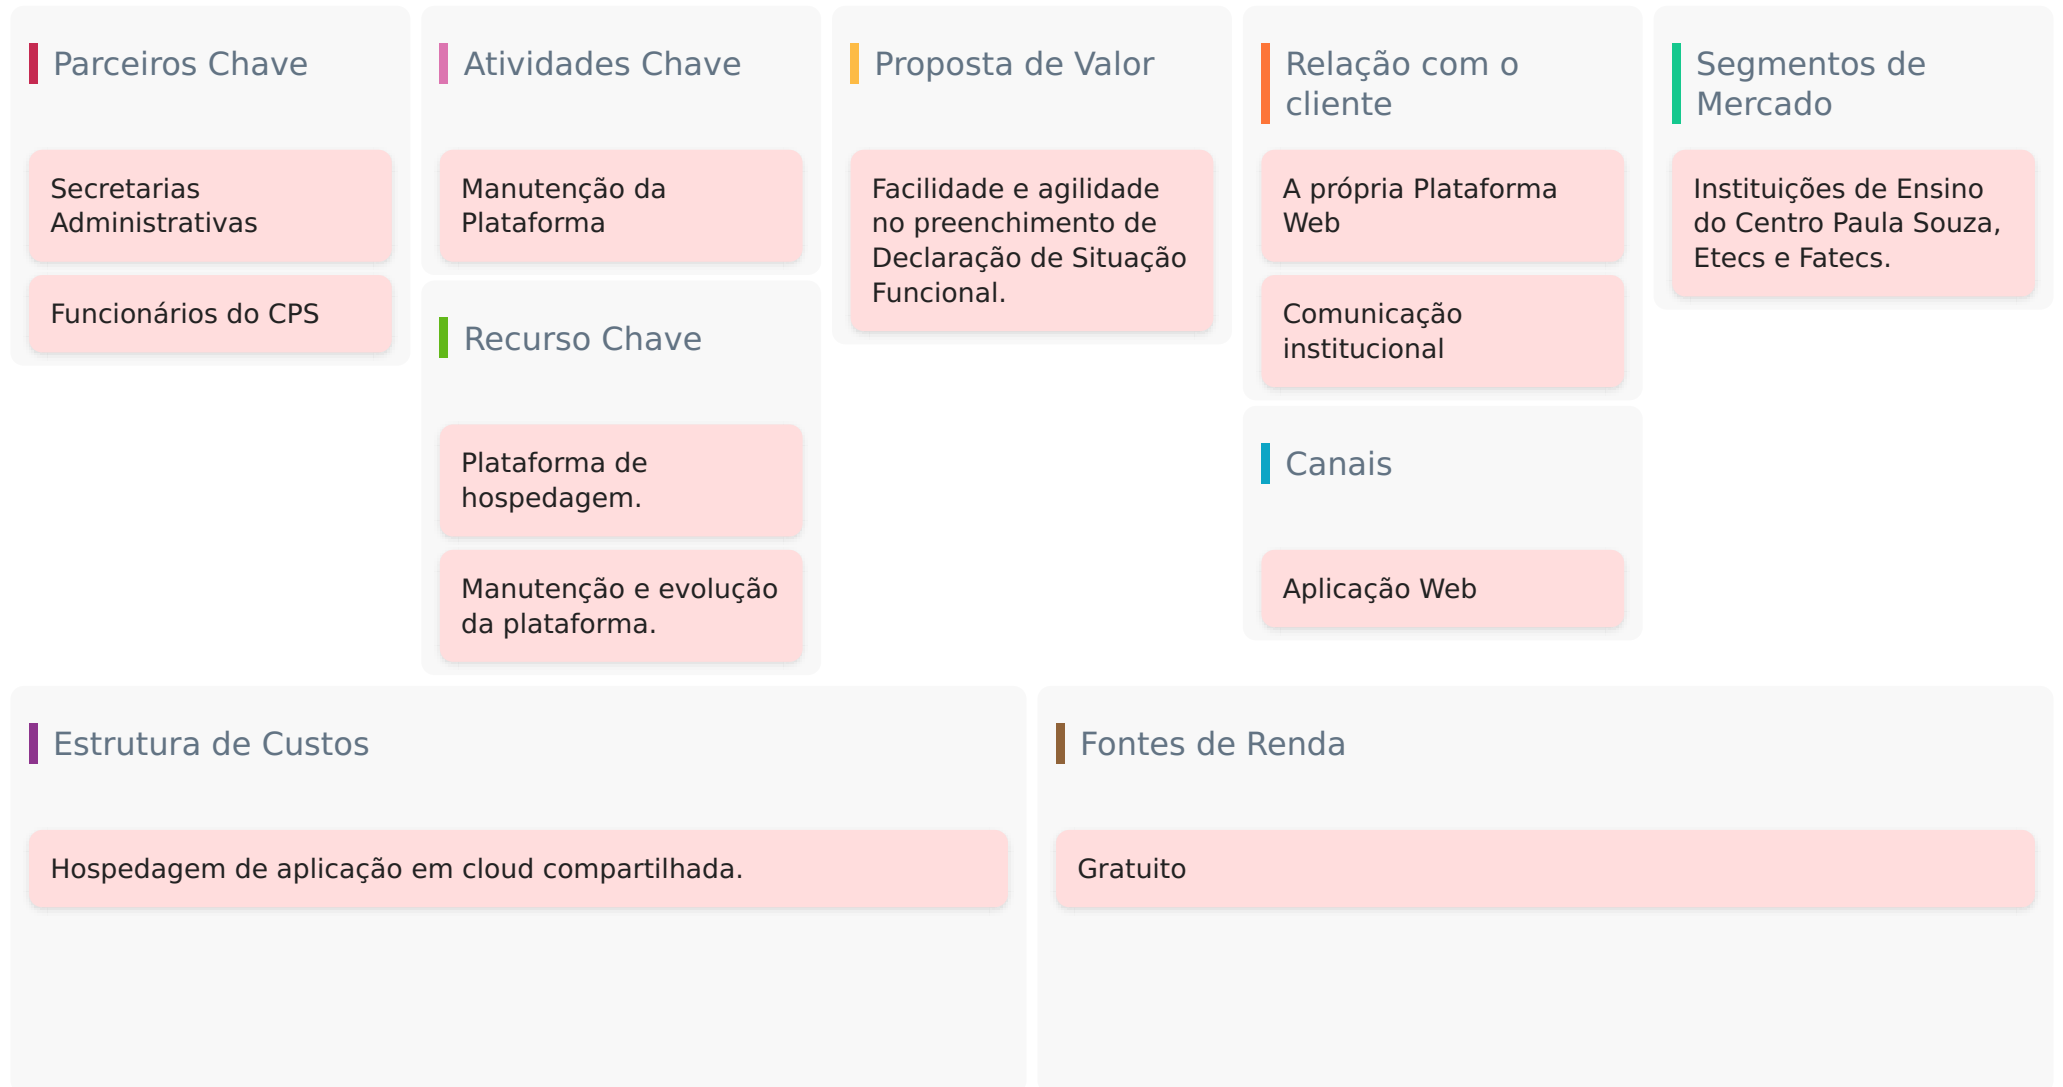 Parceiros Chave
Secretarias
Administrativas
Funcionários do CPS
Atividades Chave
Manutenção da
Plataforma
Recurso Chave
Plataforma de
hospedagem.
Manutenção e evolução
da plataforma.
Proposta de Valor
Facilidade e agilidade
no preenchimento de
Declaração de Situação
Funcional.
Relação com o
cliente
A própria Plataforma
Web
Comunicação
institucional
Canais
Aplicação Web
Segmentos de
Mercado
Instituições de Ensino
do Centro Paula Souza,
Etecs e Fatecs.
Estrutura de Custos
Hospedagem de aplicação em cloud compartilhada.
Fontes de Renda
Gratuito